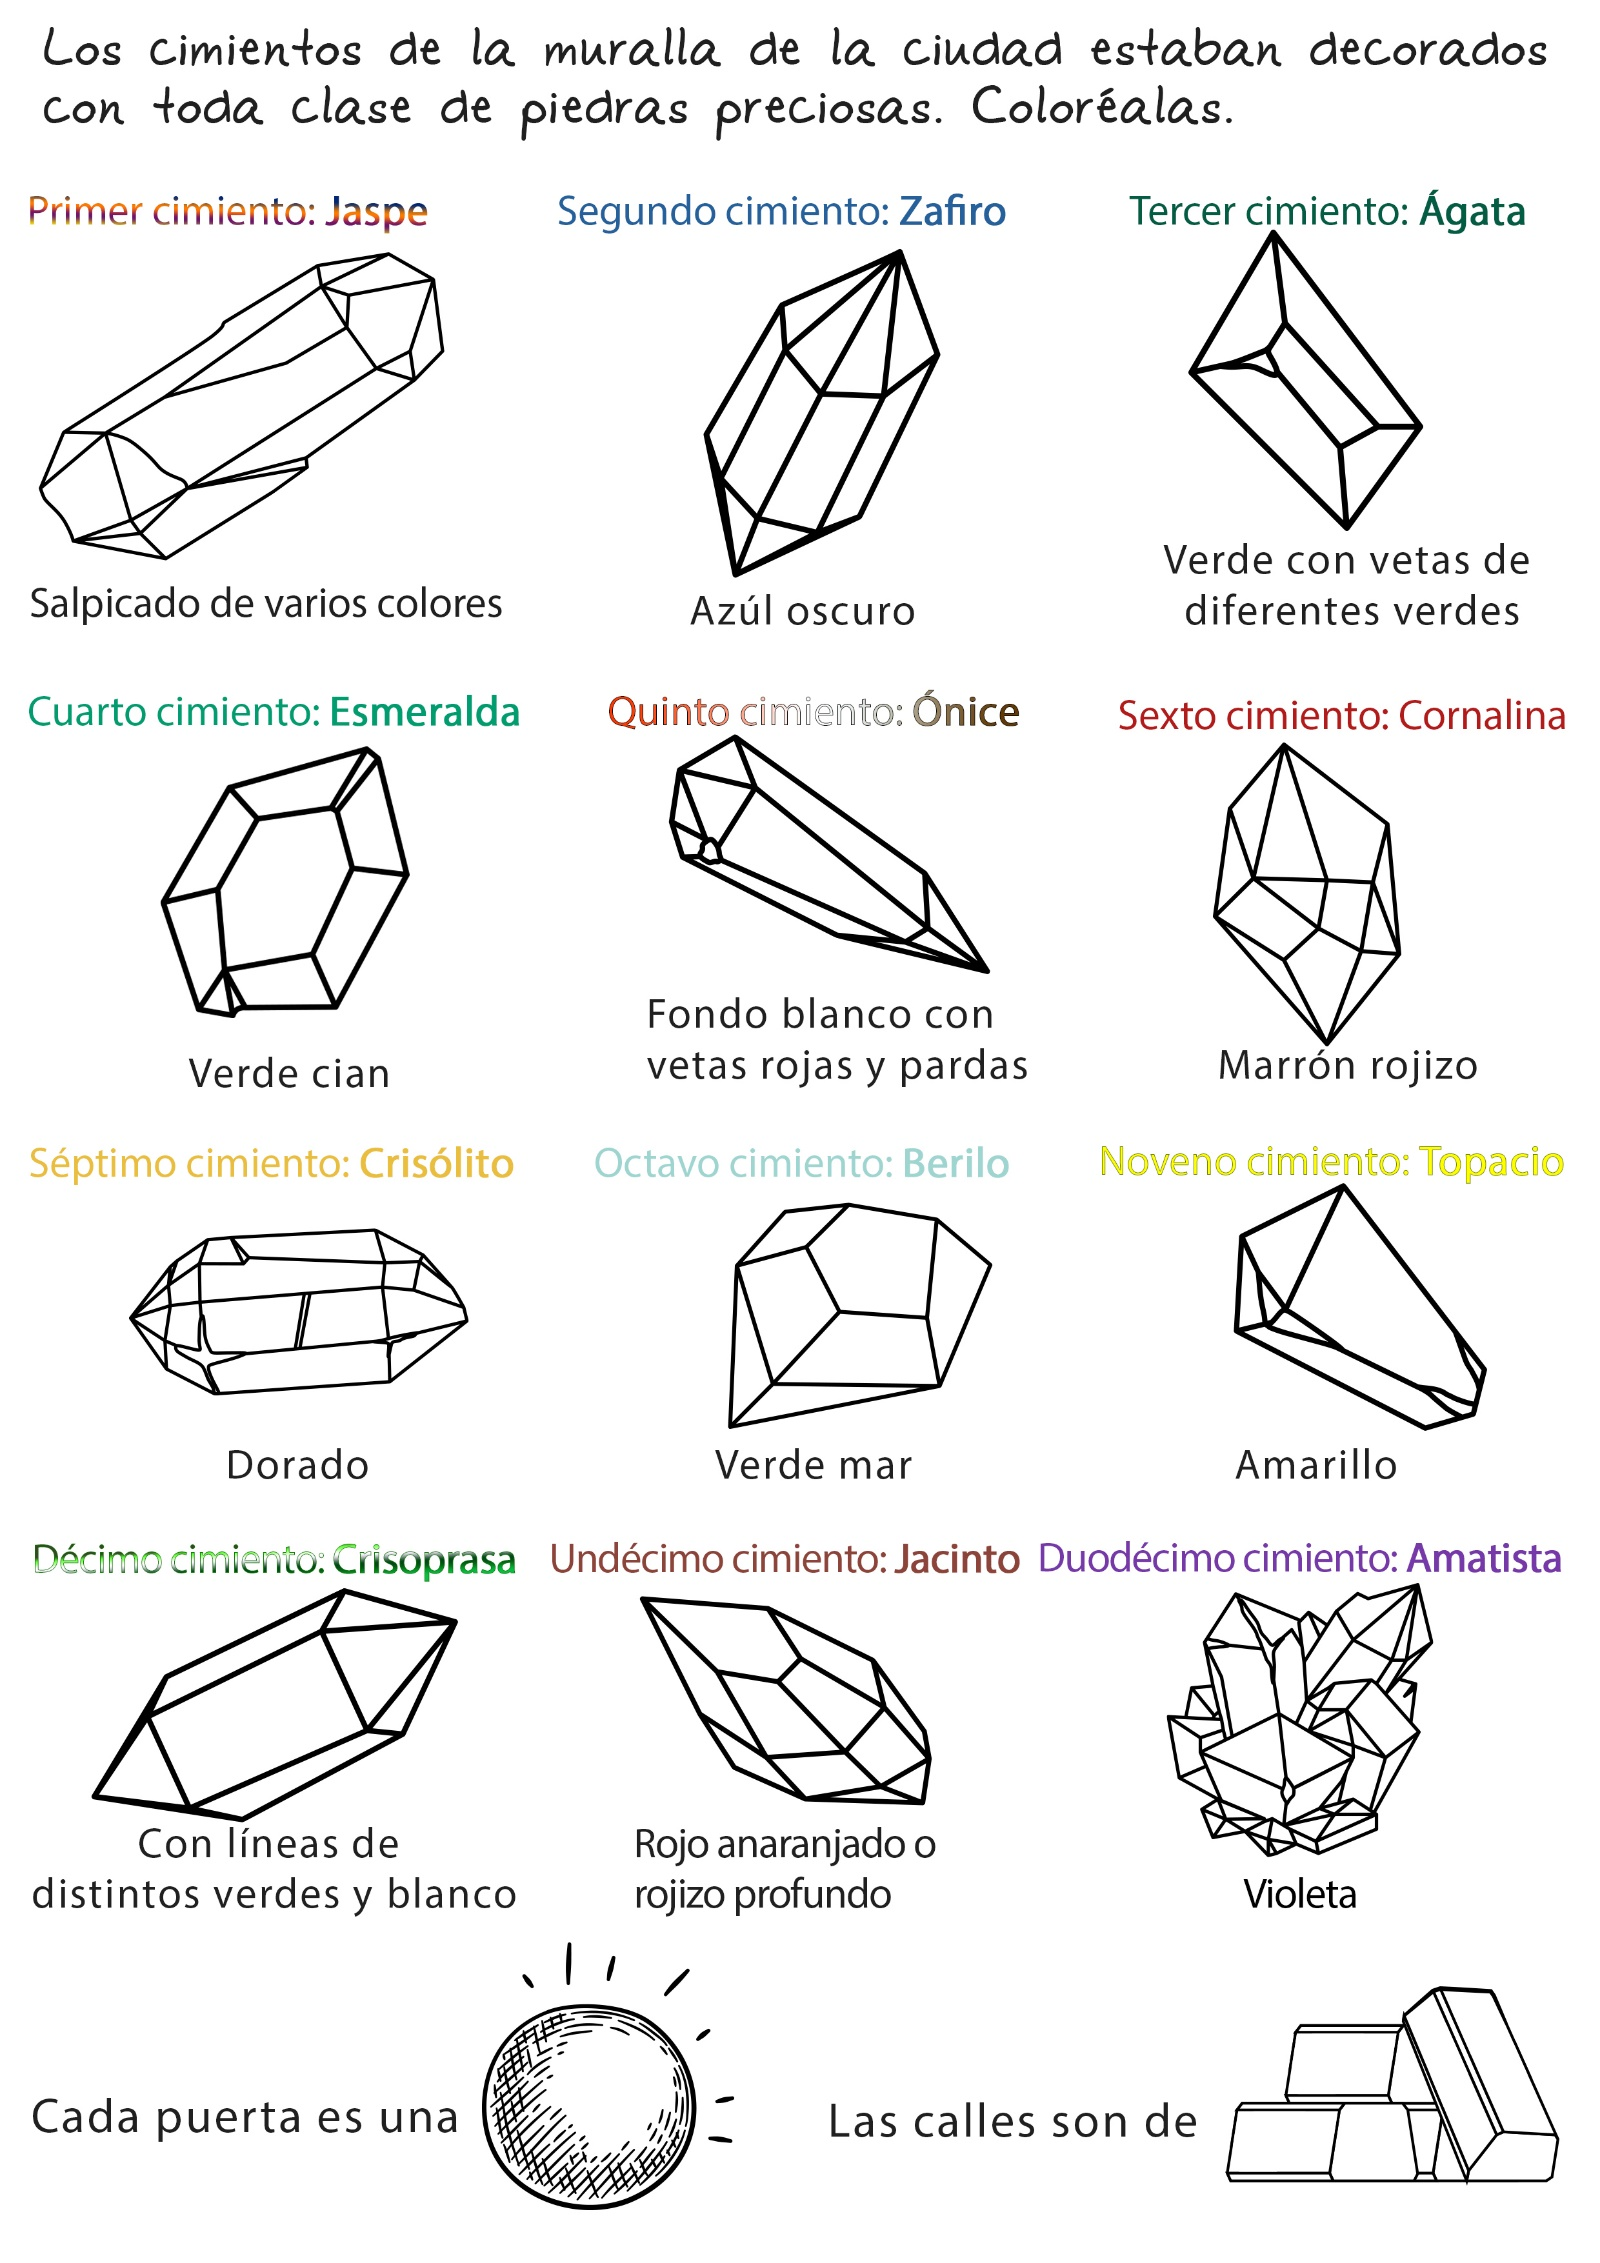 Los cimientos de la muralla de la ciudad estaban decorados
con toda clase de piedras preciosas. Coloréalas.
Primer cimiento: Jaspe
Segundo cimiento: Zafiro
Tercer cimiento: Ágata
Salpicado de varios colores
Azúl oscuro
Verde con vetas de
diferentes verdes
Cuarto cimiento: Esmeralda
Quinto cimiento: Ónice
Sexto cimiento: Cornalina
Verde cian
Fondo blanco con
vetas rojas y pardas
Marrón rojizo
Séptimo cimiento: Crisólito
Octavo cimiento: Berilo
Noveno cimiento: Topacio
Dorado
Verde mar
Amarillo
Décimo cimiento: Crisoprasa
Undécimo cimiento: Jacinto
Duodécimo cimiento: Amatista
Con líneas de
distintos verdes y blanco
Rojo anaranjado o
rojizo profundo
Violeta
Cada puerta es una
Las calles son de